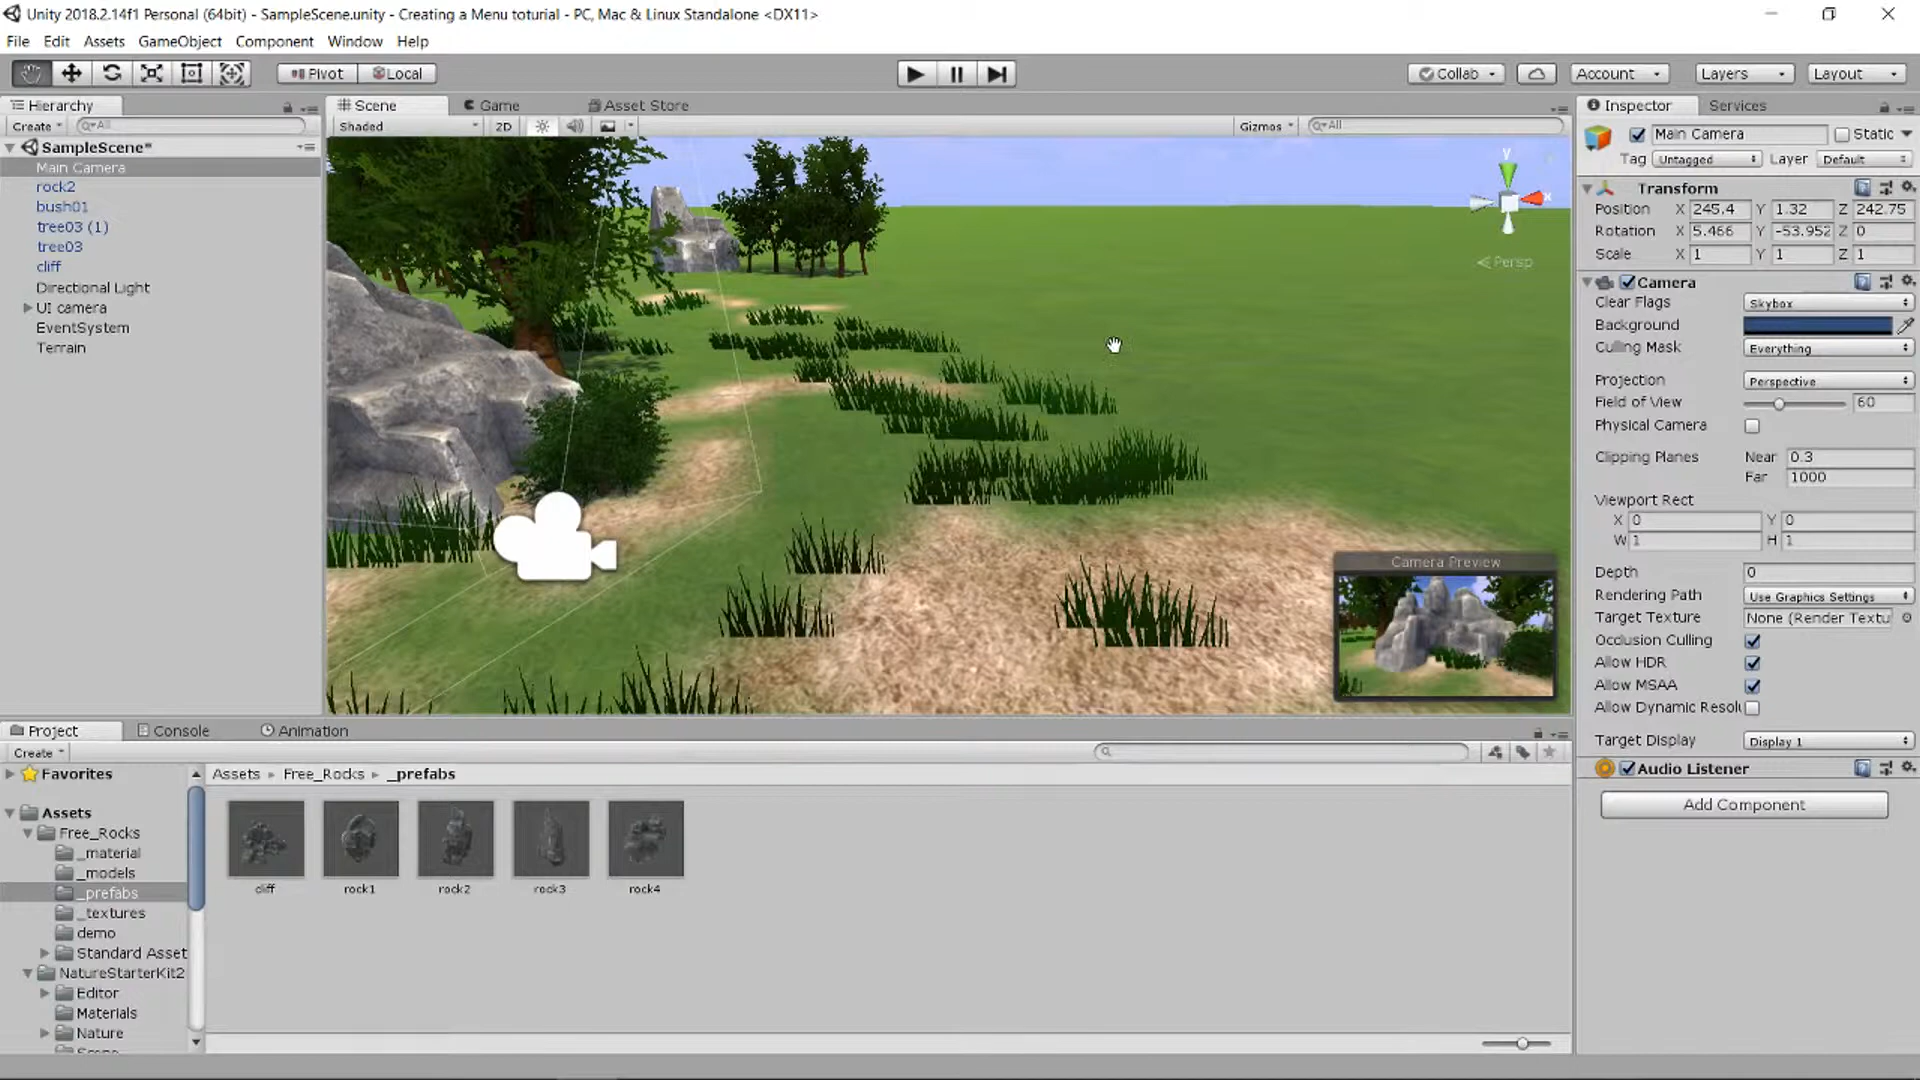 Unity 2018.2.14f1 Personal (64bit) - SampleScene.unity - Creating a Menu toturial - PC, Mac & Linux Standalone <DX11>
File Edit Assets GameObject Component Window Help
Pivot Local Collab Account Layers Layout
Hierarchy
Create All
SampleScene*
Main Camera
rock2
bush01
tree03 (1)
tree03
cliff
Directional Light
UI camera
EventSystem
Terrain
Scene Game Asset Store
Shaded 2D Gizmos All
y
x
Persp
Camera Preview
Inspector Services
Main Camera Static
Tag Untagged Layer Default
Transform
Position X 245.4 Y 1.32 Z 242.75
Rotation X 5.466 Y -53.952 Z 0
Scale X 1 Y 1 Z 1
Camera
Clear Flags Skybox
Background
Culling Mask Everything
Projection Perspective
Field of View 60
Physical Camera
Clipping Planes Near 0.3
Far 1000
Viewport Rect
X 0 Y 0
W 1 H 1
Depth 0
Rendering Path Use Graphics Settings
Target Texture None (Render Textu
Occlusion Culling
Allow HDR
Allow MSAA
Allow Dynamic Resol
Target Display Display 1
Audio Listener
Add Component
Project Console Animation
Create
Favorites
Assets
Free_Rocks
_material
_models
_prefabs
_textures
demo
Standard Asset
NatureStarterKit2
Editor
Materials
Nature
Assets Free_Rocks _prefabs
cliff rock1 rock2 rock3 rock4